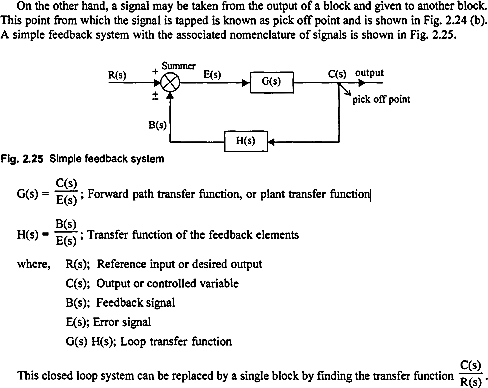 On the other hand, a signal may be taken from the output of a block and given to another block.
This point from which the signal is tapped is known as pick off point and is shown in Fig. 2.24 (b).
A simple feedback system with the associated nomenclature of signals is shown in Fig. 2.25.
R(s) + Summer E(s) G(s) C(s) output
±
pick off point
B(s)
H(s)
Fig. 2.25 Simple feedback system
G(s) = C(s)/E(s) ; Forward path transfer function, or plant transfer function
H(s) = B(s)/E(s) ; Transfer function of the feedback elements
where, R(s); Reference input or desired output
C(s); Output or controlled variable
B(s); Feedback signal
E(s); Error signal
G(s) H(s); Loop transfer function
This closed loop system can be replaced by a single block by finding the transfer function C(s)/R(s).